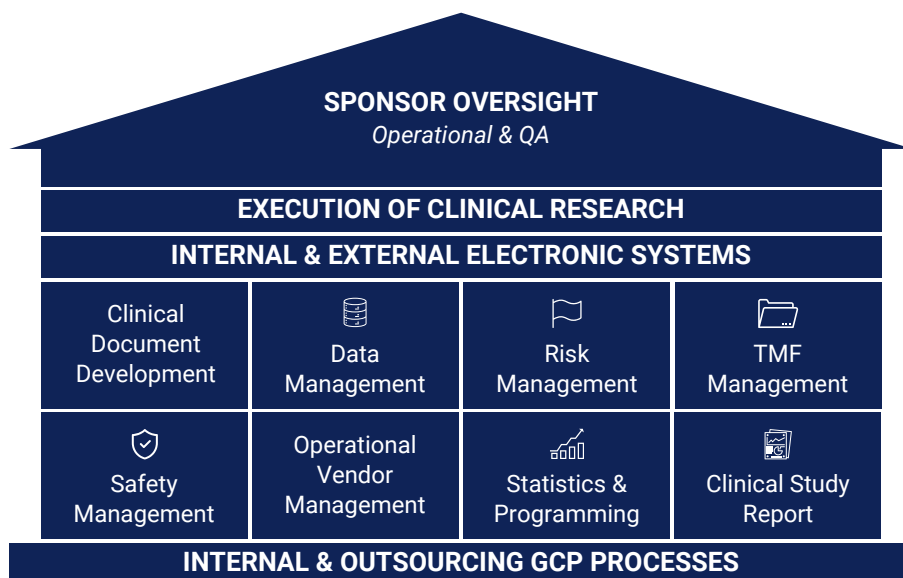 SPONSOR OVERSIGHT
Operational & QA
EXECUTION OF CLINICAL RESEARCH
INTERNAL & EXTERNAL ELECTRONIC SYSTEMS
Clinical
Document
Development
Data
Management
Risk
Management
TMF
Management
Safety
Management
Operational
Vendor
Management
Statistics &
Programming
Clinical Study
Report
INTERNAL & OUTSOURCING GCP PROCESSES